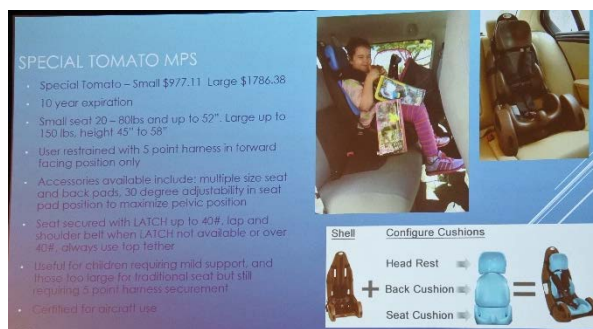 SPECIAL TOMATO MPS
Special Tomato – Small $977.11 Large $1786.38
10 year expiration
Small seat 20 – 80lbs and up to 52”. Large up to
150 lbs, height 45” to 58”
User restrained with 5 point harness in forward
facing position only
Accessories available include: multiple size seat
and back pads, 30 degree adjustability in seat
pad position to maximize pelvic position
Seat secured with LATCH up to 40#, lap and
shoulder belt when LATCH not available or over
40#, always use top tether
Useful for children requiring mild support, and
those too large for traditional seat but still
requiring 5 point harness securement
Certified for aircraft use
Shell
Configure Cushions
Head Rest
+ Back Cushion =
Seat Cushion